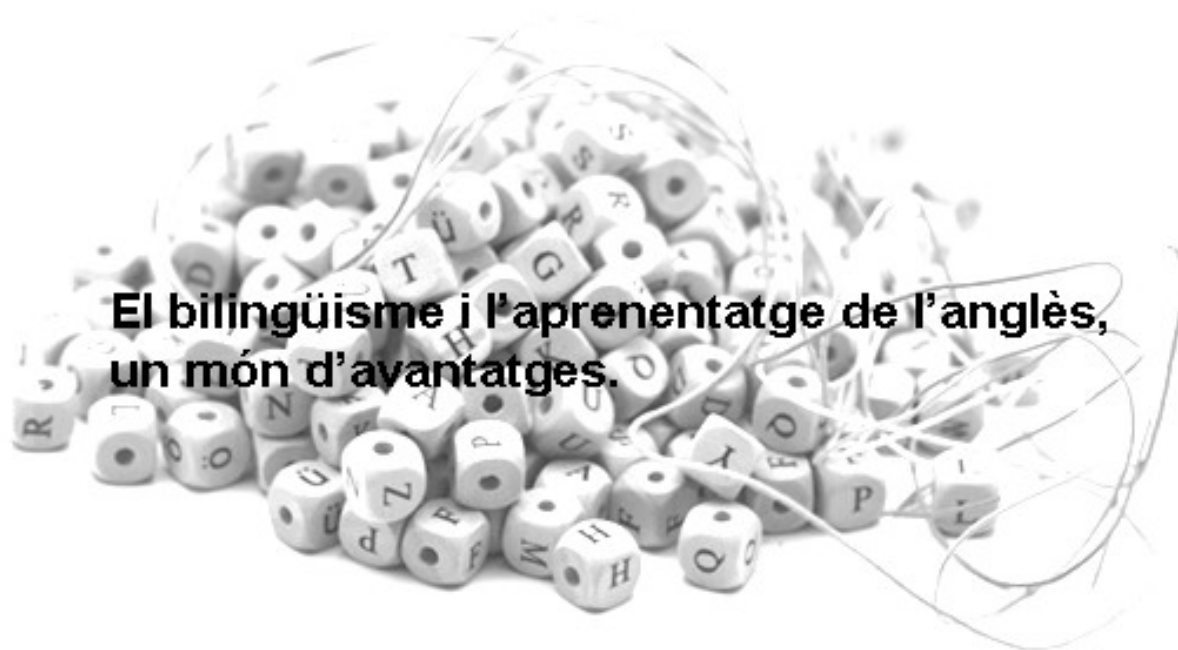 El bilingüisme i l’aprenentatge de l’anglès,
un món d’avantatges.